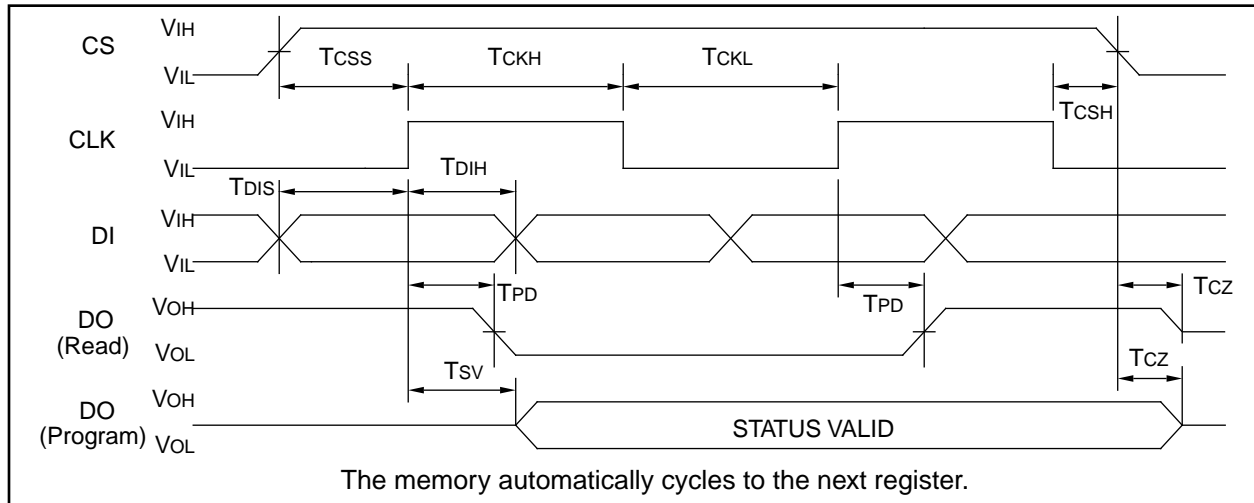 CS
VIH
VIL
TCSS
TCKH
TCKL
TCSH
CLK
VIH
VIL
TDIS
TDIH
DI
VIH
VIL
TPD
TPD
TCZ
DO
(Read)
VOH
VOL
TSV
TCZ
DO
(Program)
VOH
VOL
STATUS VALID
The memory automatically cycles to the next register.